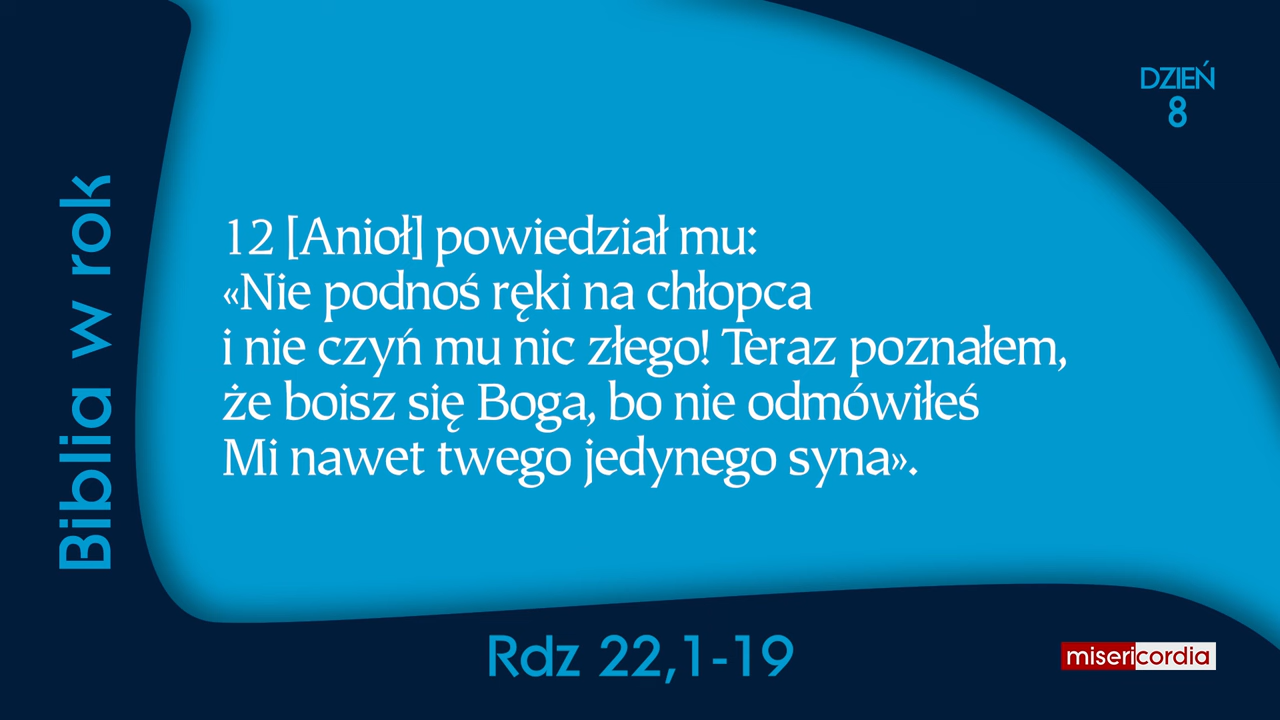 DZIEŃ
8
Biblia w rok
12 [Anioł] powiedział mu:
«Nie podnoś ręki na chłopca
i nie czyń mu nic złego! Teraz poznałem,
że boisz się Boga, bo nie odmówiłeś
Mi nawet twego jedynego syna».
Rdz 22,1-19
misericordia